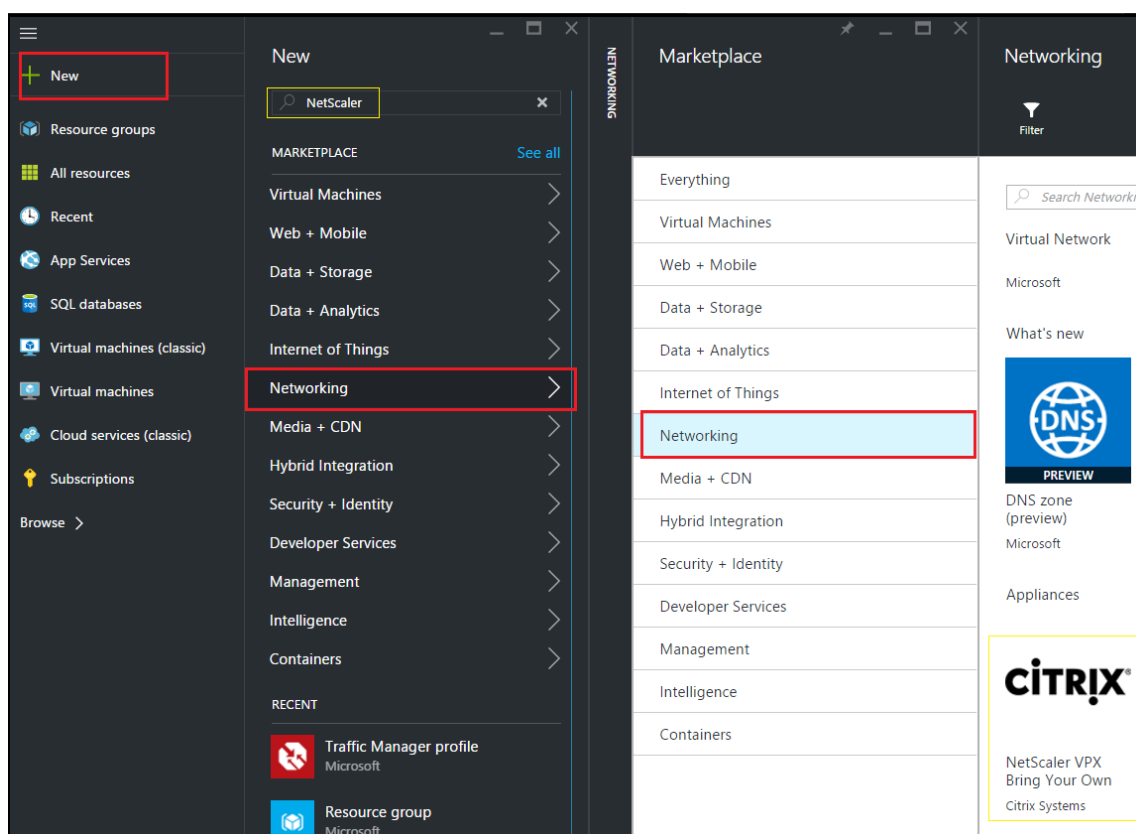 New
Resource groups
All resources
Recent
App Services
SQL databases
Virtual machines (classic)
Virtual machines
Cloud services (classic)
Subscriptions
Browse
New
NetScaler
MARKETPLACE See all
Virtual Machines
Web + Mobile
Data + Storage
Data + Analytics
Internet of Things
Networking
Media + CDN
Hybrid Integration
Security + Identity
Developer Services
Management
Intelligence
Containers
RECENT
Traffic Manager profile
Microsoft
Resource group
Microsoft
NETWORKING
Marketplace
Everything
Virtual Machines
Web + Mobile
Data + Storage
Data + Analytics
Internet of Things
Networking
Media + CDN
Hybrid Integration
Security + Identity
Developer Services
Management
Intelligence
Containers
Networking
Filter
Search
Virtual Network
Microsoft
What's new
DNS
PREVIEW
DNS zone
(preview)
Microsoft
Appliances
CİTRIX®
NetScaler VPX
Bring Your Own
Citrix Systems